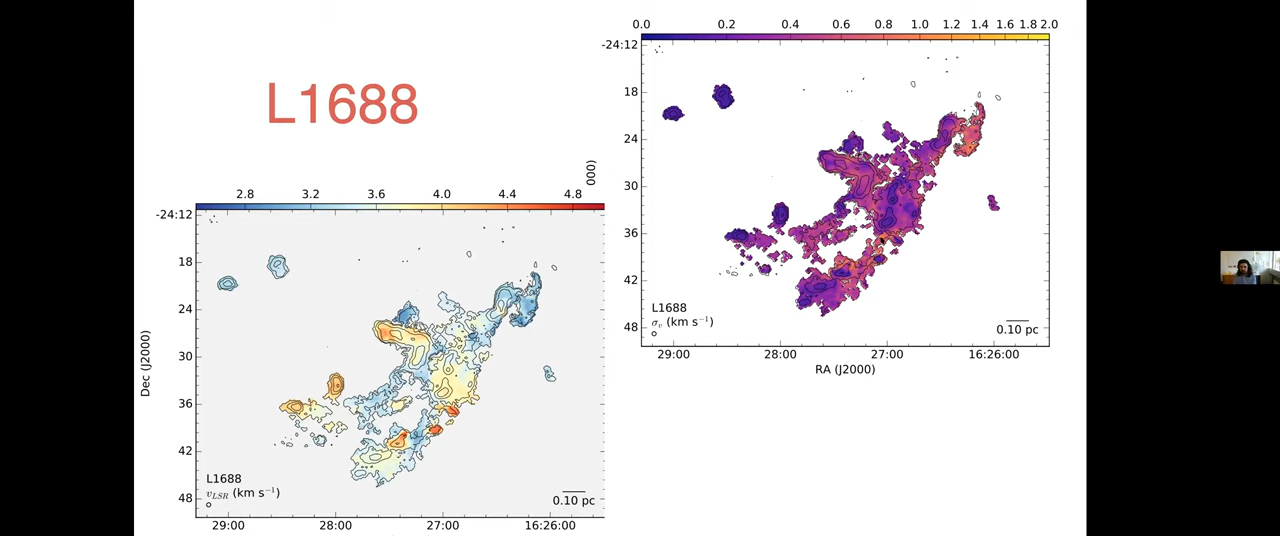 L1688
0.0 0.2 0.4 0.6 0.8 1.0 1.2 1.4 1.6 1.8 2.0
-24:12
18
24
30
36
42
48
L1688
σv (km s−1)
0.10 pc
29:00 28:00 27:00 16:26:00
RA (J2000)
000)
2.8 3.2 3.6 4.0 4.4 4.8
-24:12
18
24
30
36
42
48
Dec (J2000)
L1688
vLSR (km s−1)
0.10 pc
29:00 28:00 27:00 16:26:00